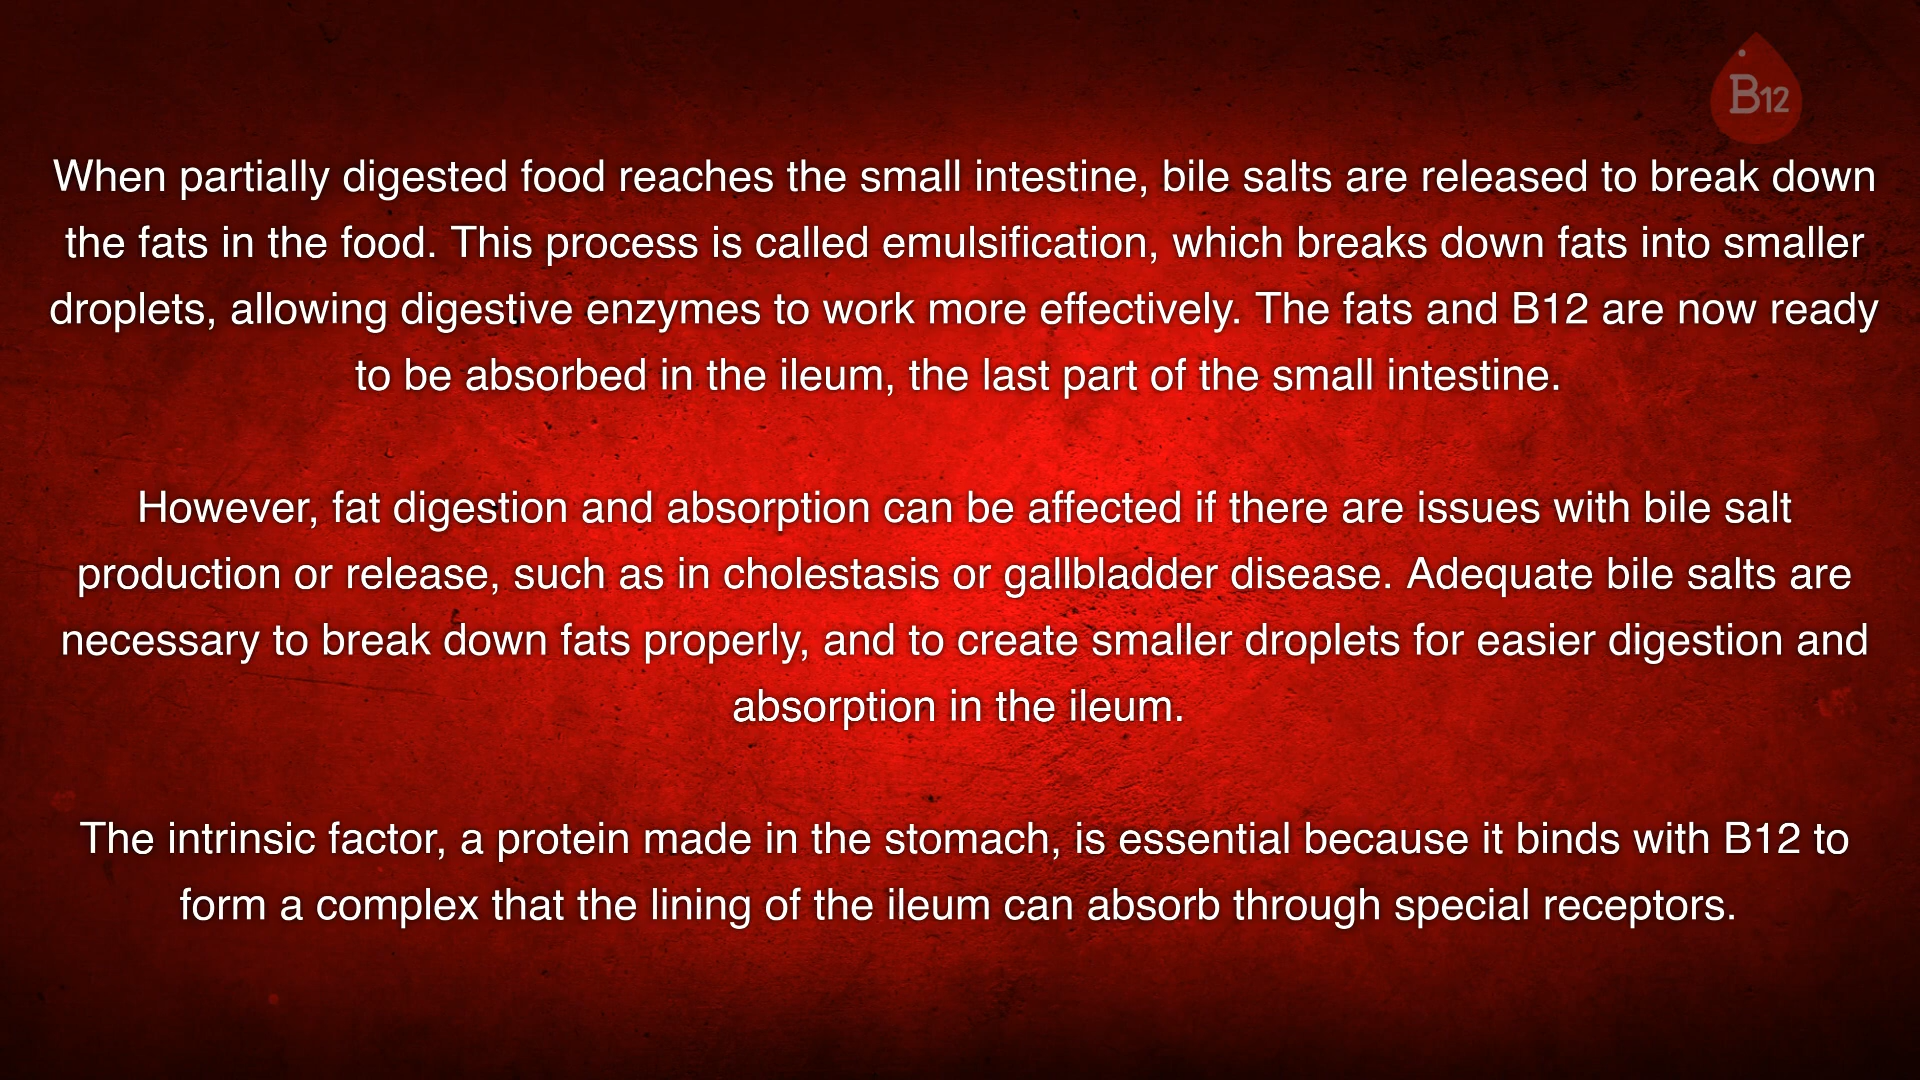 B12
When partially digested food reaches the small intestine, bile salts are released to break down
the fats in the food. This process is called emulsification, which breaks down fats into smaller
droplets, allowing digestive enzymes to work more effectively. The fats and B12 are now ready
to be absorbed in the ileum, the last part of the small intestine.
However, fat digestion and absorption can be affected if there are issues with bile salt
production or release, such as in cholestasis or gallbladder disease. Adequate bile salts are
necessary to break down fats properly, and to create smaller droplets for easier digestion and
absorption in the ileum.
The intrinsic factor, a protein made in the stomach, is essential because it binds with B12 to
form a complex that the lining of the ileum can absorb through special receptors.